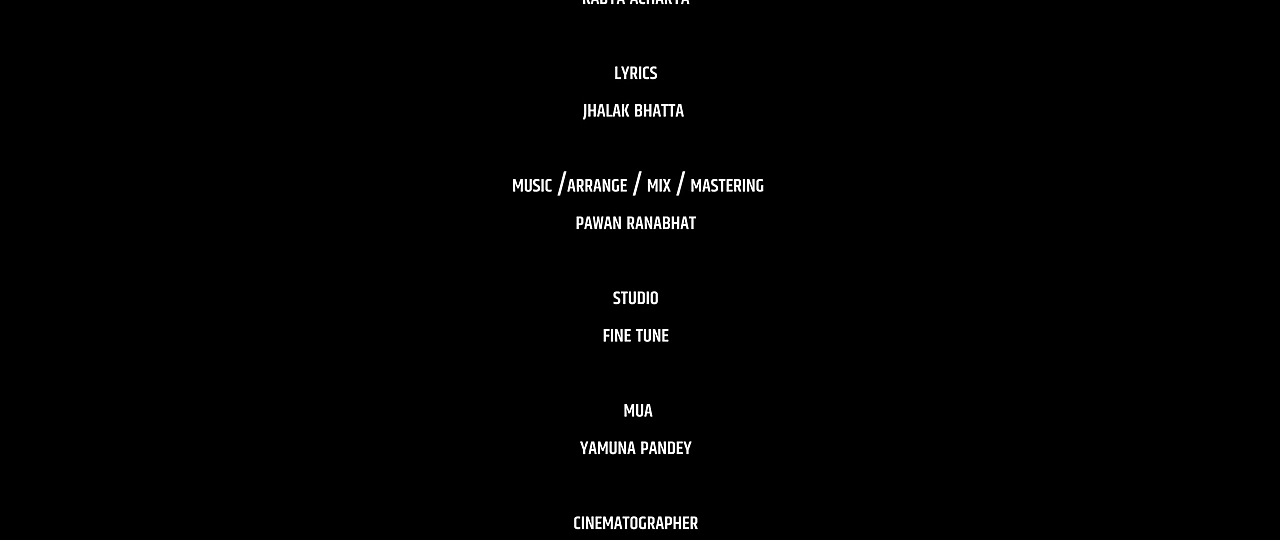 LYRICS
JHALAK BHATTA
MUSIC /ARRANGE / MIX / MASTERING
PAWAN RANABHAT
STUDIO
FINE TUNE
MUA
YAMUNA PANDEY
CINEMATOGRAPHER